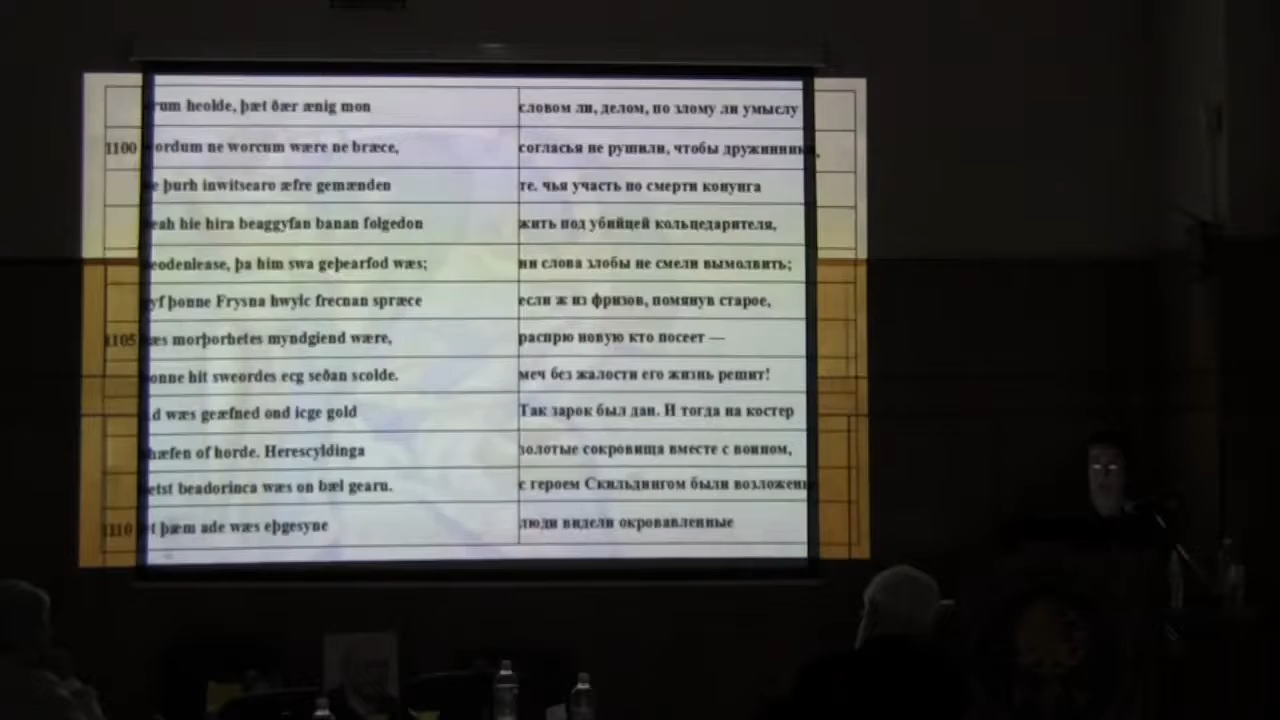 rum heolde, þæt ðær ænig mon словом ли, делом, по злому ли умыслу
1100 ordum ne worcum wære ne bræce, согласья не рушили, чтобы дружинники,
e þurh inwitsearo æfre gemænden те, чья участь по смерти конунга
eah hie hira beaggyfan banan folgedon жить под убийцей кольцедарителя,
eodenlease, þa him swa geþearfod wæs; ни слова злобы не смели вымолвить;
yf þonne Frysna hwylc frecnan spræce если ж из фризов, помянув старое,
1105 æs morþorhetes myndgiend wære, распрю новую кто посеет —
onne hit sweordes ecg seðan scolde. меч без жалости его жизнь решит!
d wæs geæfned ond icge gold Так зарок был дан. И тогда на костер
hæfen of horde. Herescyldinga золотые сокровища вместе с воином,
etst beadorinca wæs on bæl gearu. с героем Скильдингом были возложены
1110 t þæm ade wæs eþgesyne люди видели окровавленные